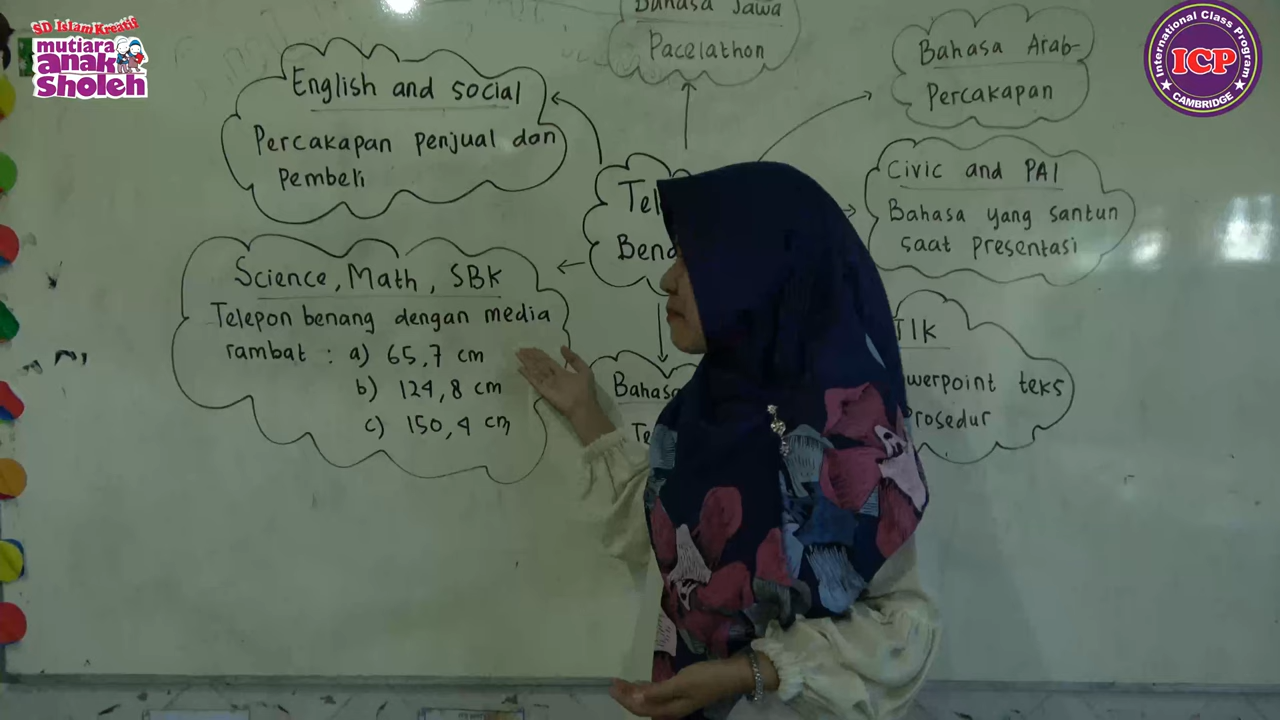 SD Islam Kreatif
mutiara
anak
Sholeh
English and social
Percakapan penjual dan
Pembeli
Bahasa Jawa
Pacelathon
Bahasa Arab-
Percakapan
International Class Program
ICP
CAMBRIDGE
Civic and PAI
Bahasa yang santun
saat presentasi
Science, Math, SBK
Telepon benang dengan media
rambat : a) 65,7 cm
b) 124,8 cm
c) 150,4 cm
Bahasa
TIK
teks